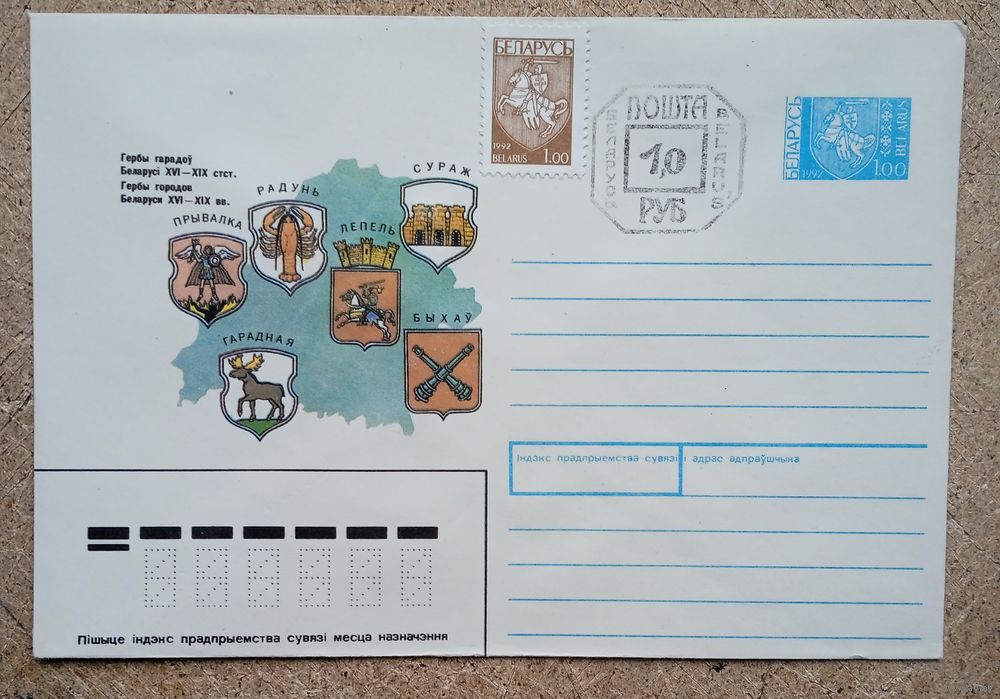 Гербы гарадоў
Беларусі XVI—XIX стст.
Гербы городов
Беларуси XVI—XIX вв.
ПРЫВАЛКА
РАДУНЬ
ЛЕПЕЛЬ
СУРАЖ
ГАРАДНАЯ
БЫХАЎ
БЕЛАРУСЬ
1992
BELARUS
1.00
ПОШТА
БЕЛАРУСЬ
1,0
BELARUS
РУБ
БЕЛАРУСЬ
1992
1.00
BELARUS
Індэкс прадпрыемства сувязі і адрас адпраўшчыка
Пішыце індэкс прадпрыемства сувязі месца назначэння